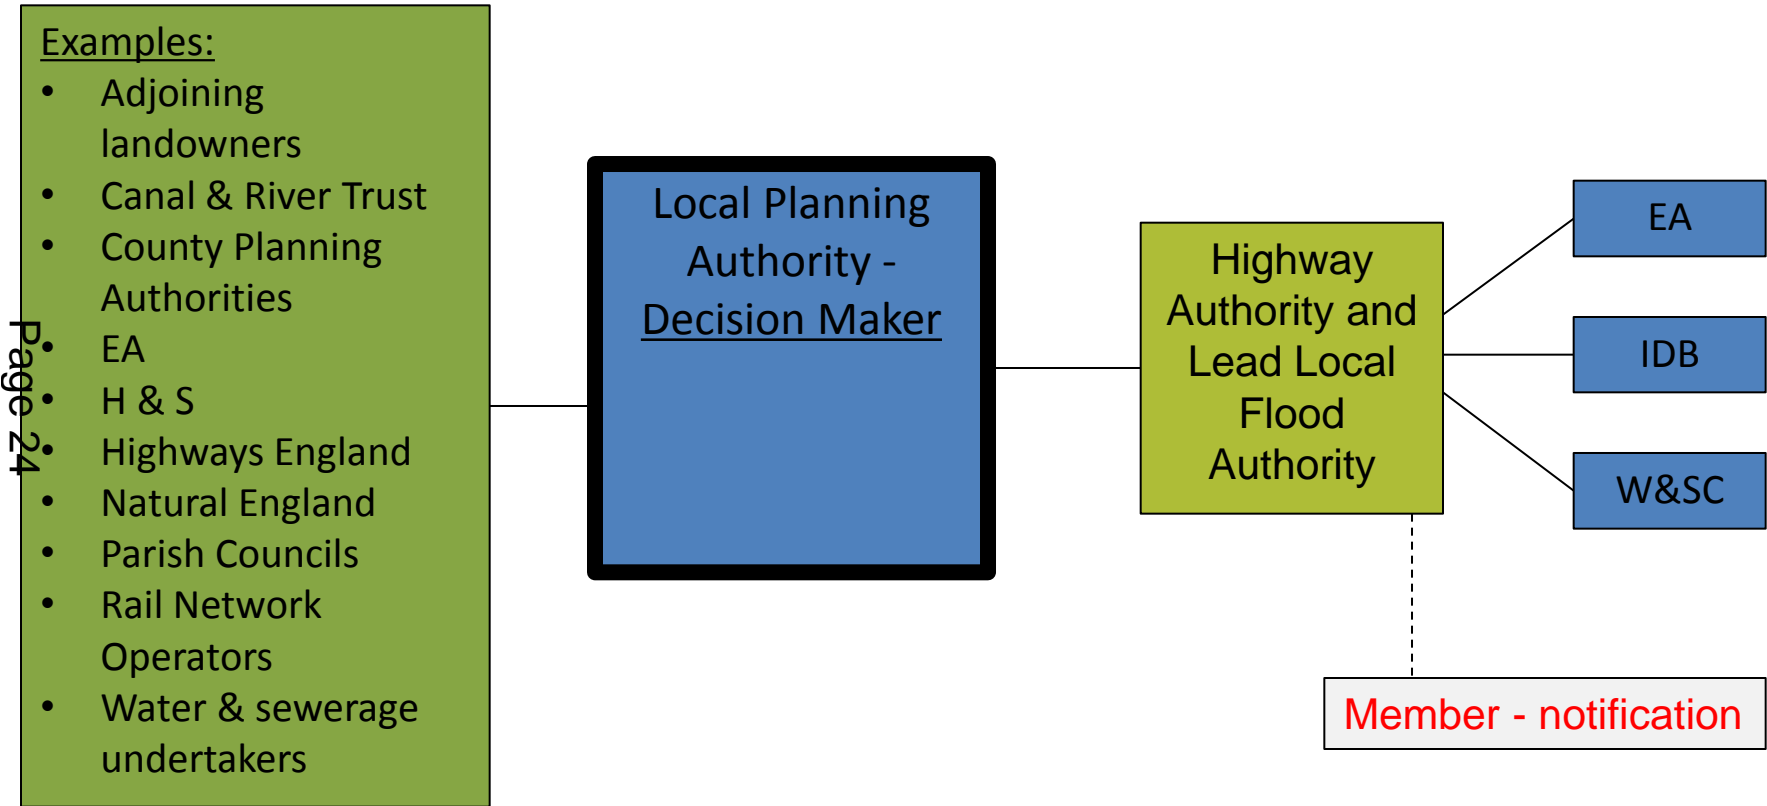 Examples:
• Adjoining
landowners
• Canal & River Trust
• County Planning
Authorities
• EA
• H & S
• Highways England
• Natural England
• Parish Councils
• Rail Network
Operators
• Water & sewerage
undertakers
Page 24
Local Planning
Authority -
Decision Maker
Highway
Authority and
Lead Local
Flood
Authority
EA
IDB
W&SC
Member - notification